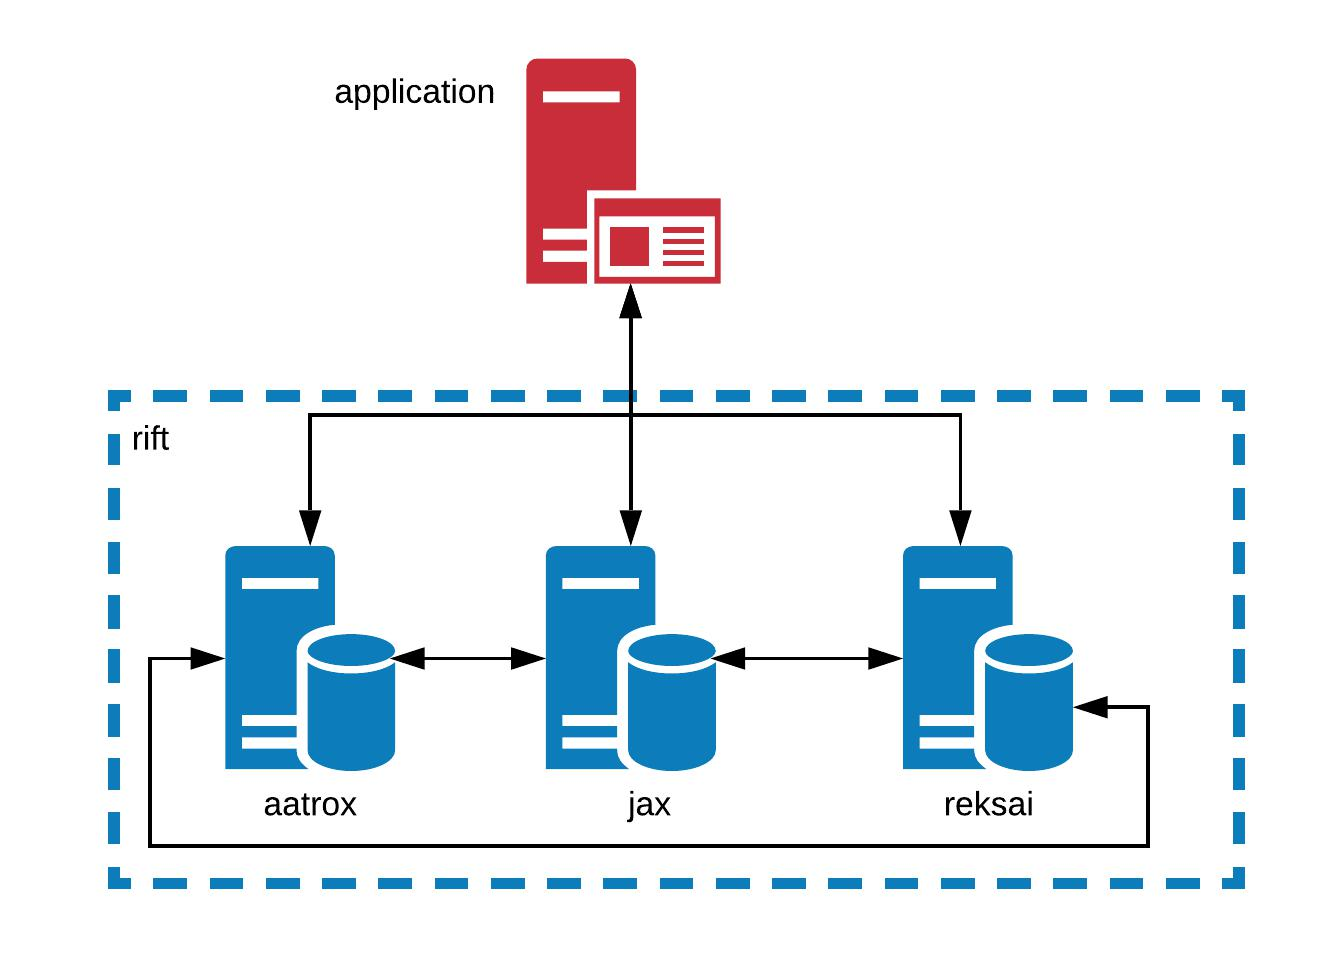 application
rift
aatrox
jax
reksai